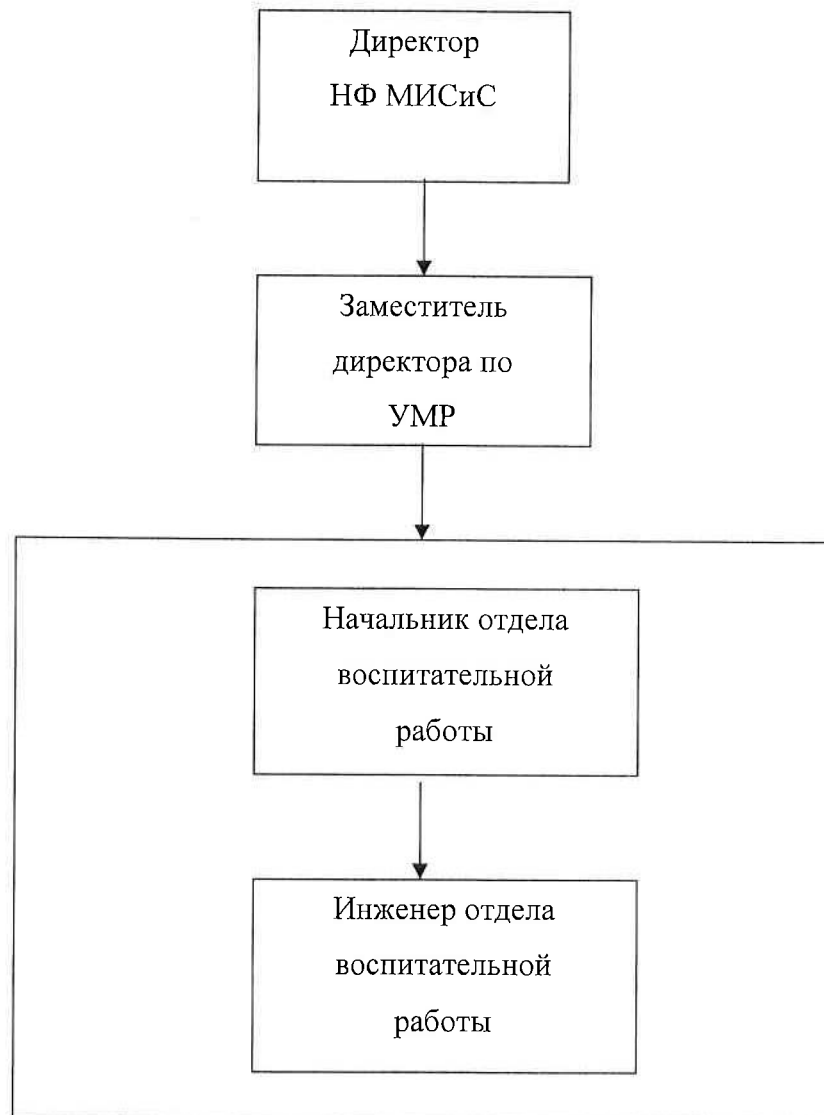 Директор
НФ МИСиС
Заместитель
директора по
УМР
Начальник отдела
воспитательной
работы
Инженер отдела
воспитательной
работы